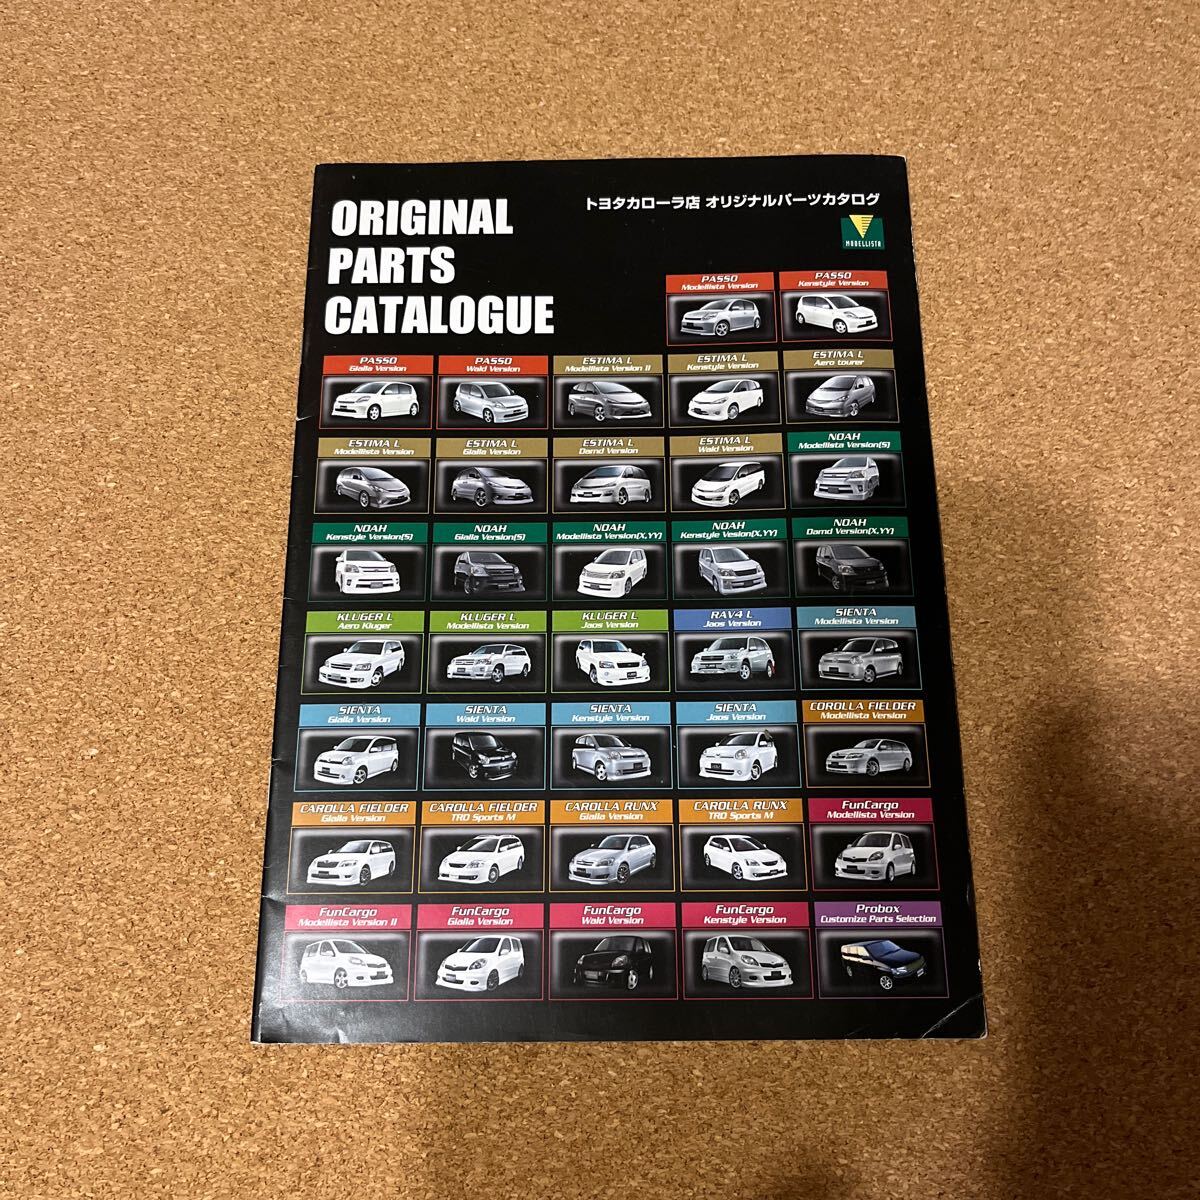 ORIGINAL
PARTS
CATALOGUE
トヨタカローラ店 オリジナルパーツカタログ
MODELLISTA
PASSO
Modellista Version
PASSO
Kenstyle Version
PASSO
Gialla Version
PASSO
Wald Version
ESTIMA L
Modellista Version II
ESTIMA L
Kenstyle Version
ESTIMA L
Aero tourer
ESTIMA L
Modellista Version
ESTIMA L
Gialla Version
ESTIMA L
Damd Version
ESTIMA L
Wald Version
NOAH
Modellista Version(S)
NOAH
Kenstyle Version(S)
NOAH
Gialla Version(S)
NOAH
Modellista Version(X,YY)
NOAH
Kenstyle Vesion(X,YY)
NOAH
Damd Version(X,YY)
KLUGER L
Aero Kluger
KLUGER L
Modellista Version
KLUGER L
Jaos Version
RAV4 L
Jaos Version
SIENTA
Modellista Version
SIENTA
Gialla Version
SIENTA
Wald Version
SIENTA
Kenstyle Version
SIENTA
Jaos Version
COROLLA FIELDER
Modellista Version
CAROLLA FIELDER
Gialla Version
CAROLLA FIELDER
TRD Sports M
CAROLLA RUNX
Gialla Version
CAROLLA RUNX
TRD Sports M
FunCargo
Modellista Version
FunCargo
Modellista Version II
FunCargo
Gialla Version
FunCargo
Wald Version
FunCargo
Kenstyle Version
Probox
Customize Parts Selection